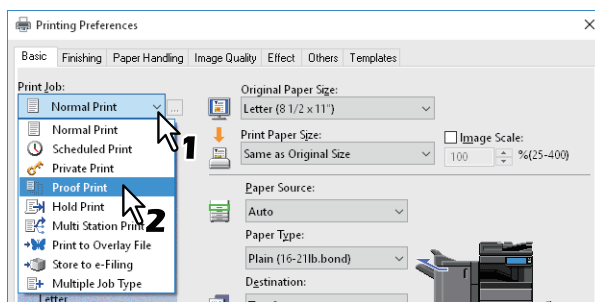 Printing Preferences
Basic Finishing Paper Handling Image Quality Effect Others Templates
Print Job:
Normal Print
...
Normal Print
Scheduled Print
Private Print
Proof Print
Hold Print
Multi Station Print
Print to Overlay File
Store to e-Filing
Multiple Job Type
Letter
1
2
Original Paper Size:
Letter (8 1/2 x 11")
Print Paper Size:
Same as Original Size
Image Scale:
100 %(25-400)
Paper Source:
Auto
Paper Type:
Plain (16-21lb.bond)
Destination: